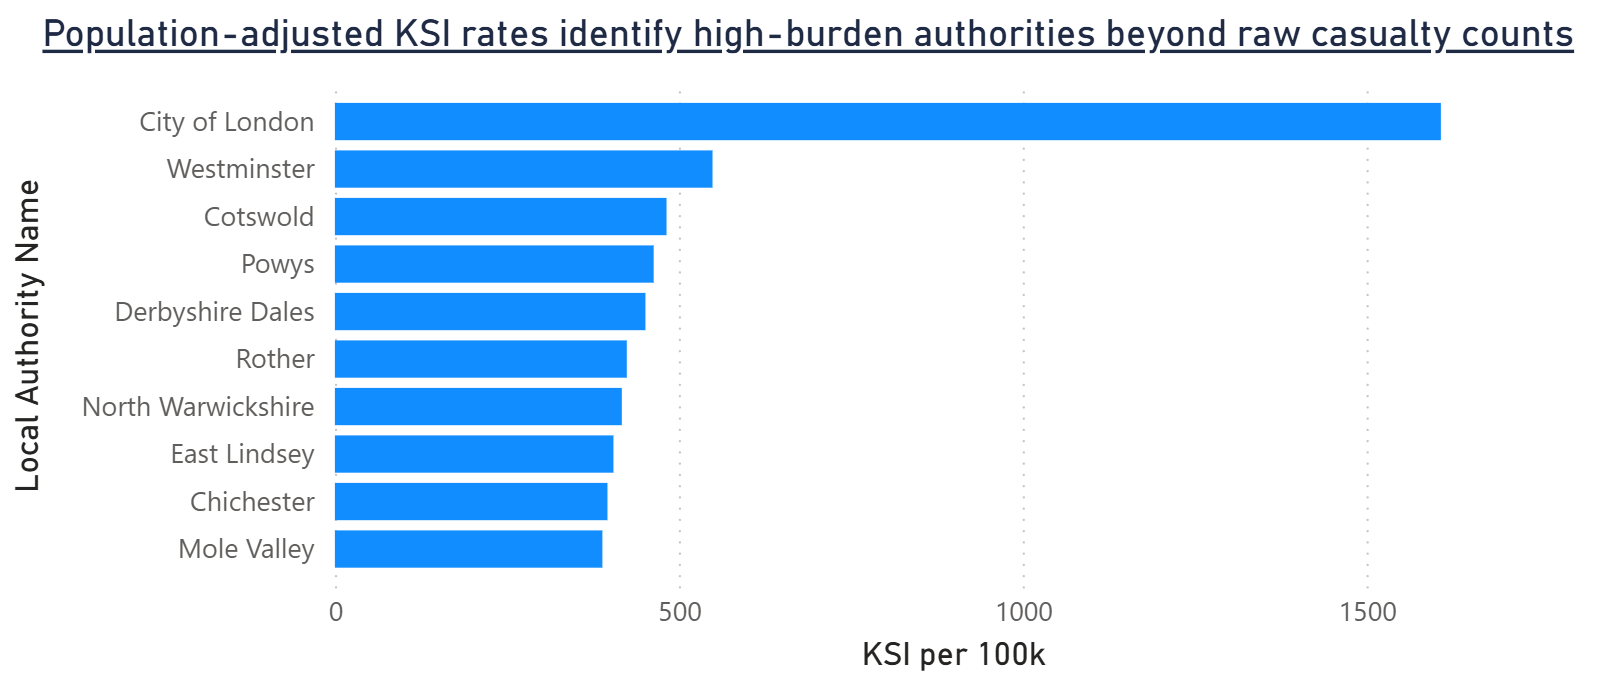 Population-adjusted KSI rates identify high-burden authorities beyond raw casualty counts
Local Authority Name
City of London
Westminster
Cotswold
Powys
Derbyshire Dales
Rother
North Warwickshire
East Lindsey
Chichester
Mole Valley
0 500 1000 1500
KSI per 100k